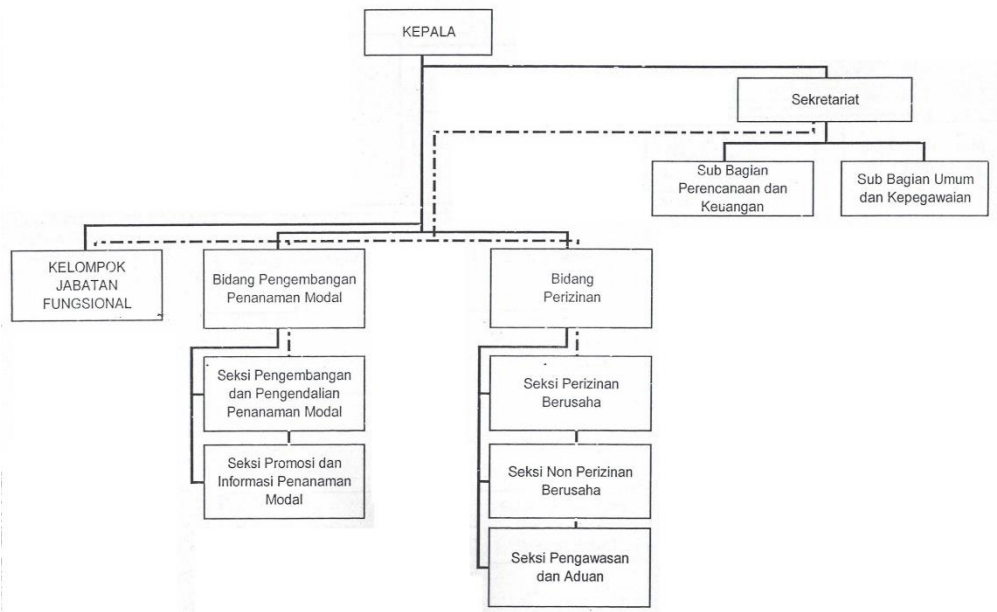 KEPALA
Sekretariat
Sub Bagian
Perencanaan dan
Keuangan
Sub Bagian Umum
dan Kepegawaian
KELOMPOK
JABATAN
FUNGSIONAL
Bidang Pengembangan
Penanaman Modal
Bidang
Perizinan
Seksi Pengembangan
dan Pengendalian
Penanaman Modal
Seksi Promosi dan
Informasi Penanaman
Modal
Seksi Perizinan
Berusaha
Seksi Non Perizinan
Berusaha
Seksi Pengawasan
dan Aduan